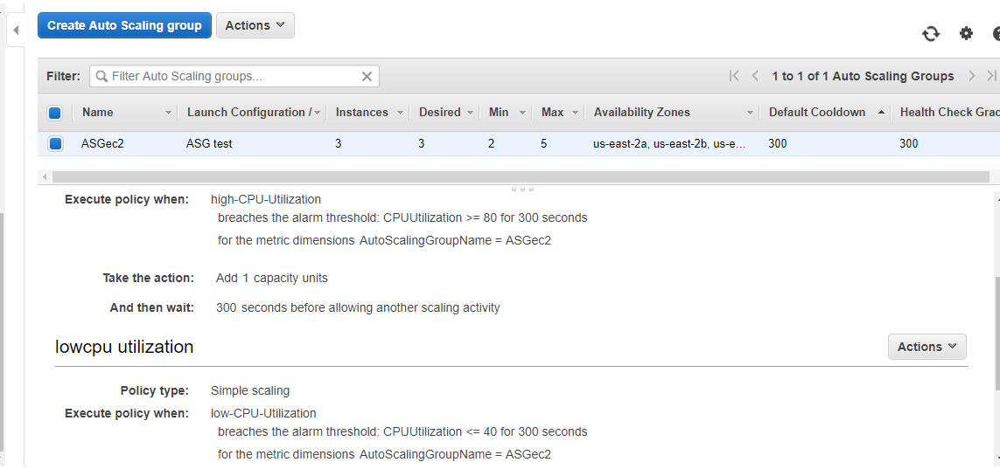 Create Auto Scaling group Actions
Filter: Filter Auto Scaling groups... 1 to 1 of 1 Auto Scaling Groups
Name Launch Configuration / Instances Desired Min Max Availability Zones Default Cooldown Health Check Grac
ASGec2 ASG test 3 3 2 5 us-east-2a, us-east-2b, us-e... 300 300
Execute policy when: high-CPU-Utilization
breaches the alarm threshold: CPUUtilization >= 80 for 300 seconds
for the metric dimensions AutoScalingGroupName = ASGec2
Take the action: Add 1 capacity units
And then wait: 300 seconds before allowing another scaling activity
lowcpu utilization Actions
Policy type: Simple scaling
Execute policy when: low-CPU-Utilization
breaches the alarm threshold: CPUUtilization <= 40 for 300 seconds
for the metric dimensions AutoScalingGroupName = ASGec2